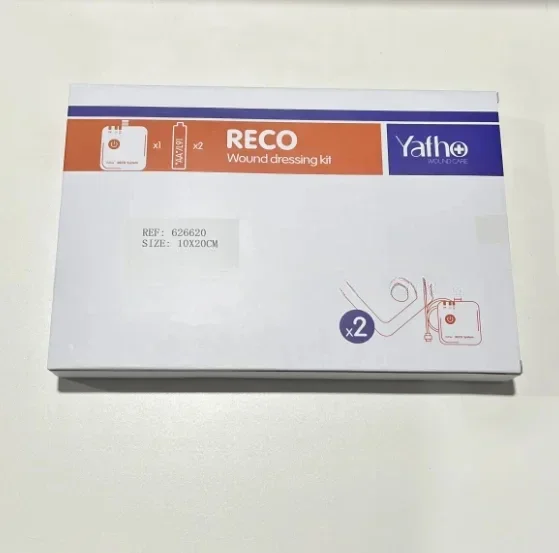 x1
x2
RECO
Wound dressing kit
Yafho
WOUND CARE
REF: 626620
SIZE: 10X20CM
x2